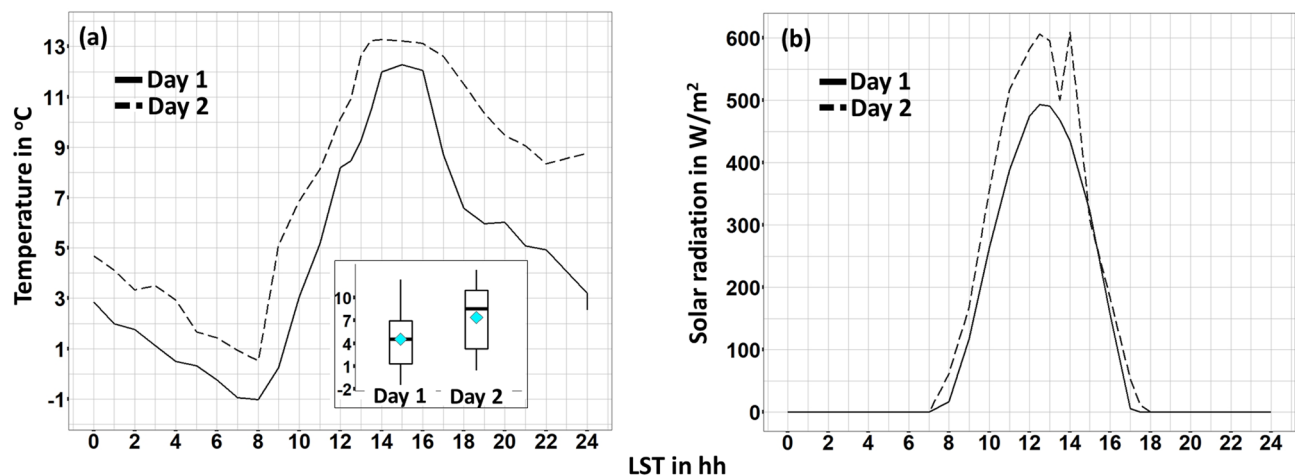 (a)
Day 1
Day 2
Temperature in °C
13
11
9
7
5
3
1
-1
0 2 4 6 8 10 12 14 16 18 20 22 24
10
7
4
1
-2
Day 1 Day 2
(b)
Day 1
Day 2
Solar radiation in W/m²
600
500
400
300
200
100
0
0 2 4 6 8 10 12 14 16 18 20 22 24
LST in hh